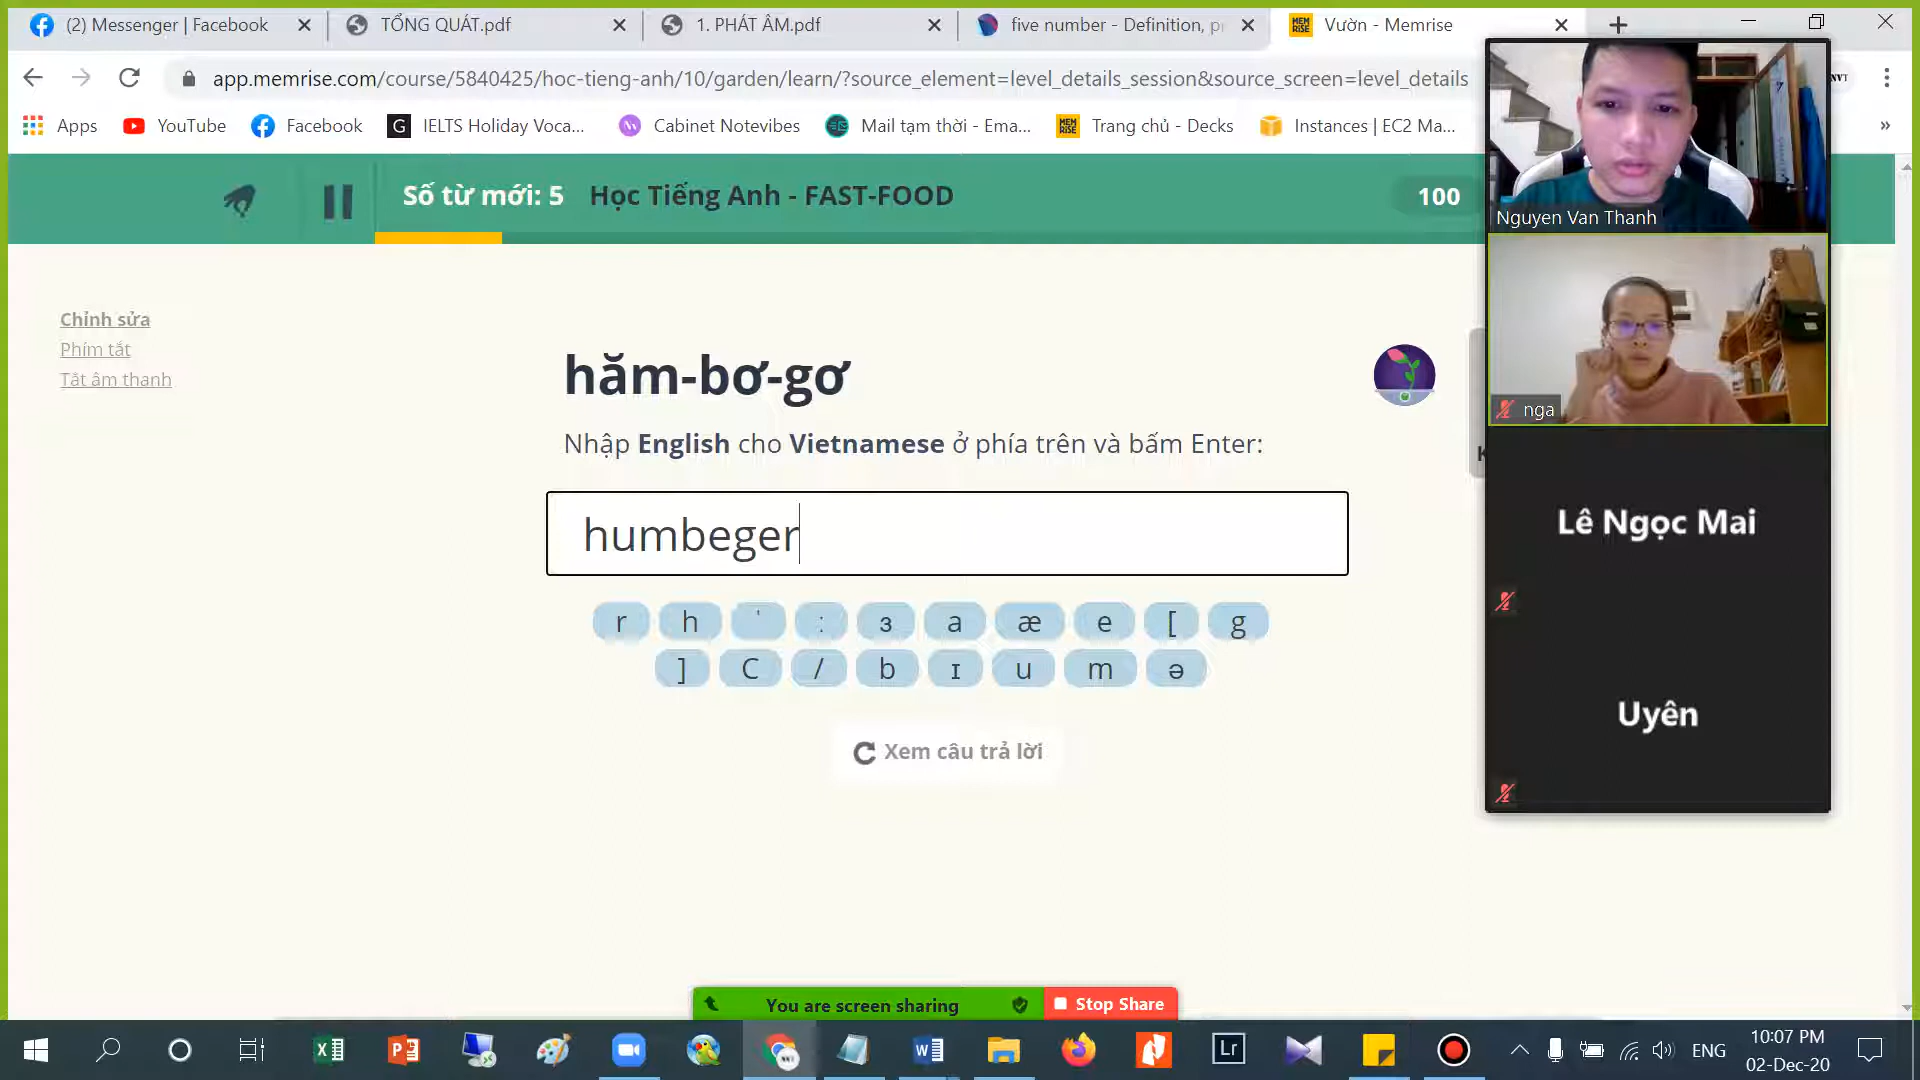 (2) Messenger | Facebook
TỔNG QUÁT.pdf
1. PHÁT ÂM.pdf
five number - Definition, pr
Vườn - Memrise
app.memrise.com/course/5840425/hoc-tieng-anh/10/garden/learn/?source_element=level_details_session&source_screen=level_details
NVT
Apps
YouTube
Facebook
G
IELTS Holiday Voca...
Cabinet Notevibes
Mail tạm thời - Ema...
MEM RISE
Trang chủ - Decks
Instances | EC2 Ma...
»
Số từ mới: 5
Học Tiếng Anh - FAST-FOOD
100
Nguyen Van Thanh
Chỉnh sửa
Phím tắt
Tắt âm thanh
hăm-bơ-gơ
Nhập English cho Vietnamese ở phía trên và bấm Enter:
nga
K
humbeger
Lê Ngọc Mai
r h ˈ ː ɜ a æ e [ g
] C / b ɪ u m ə
Uyên
Xem câu trả lời
You are screen sharing
Stop Share
Lr
ENG
10:07 PM
02-Dec-20